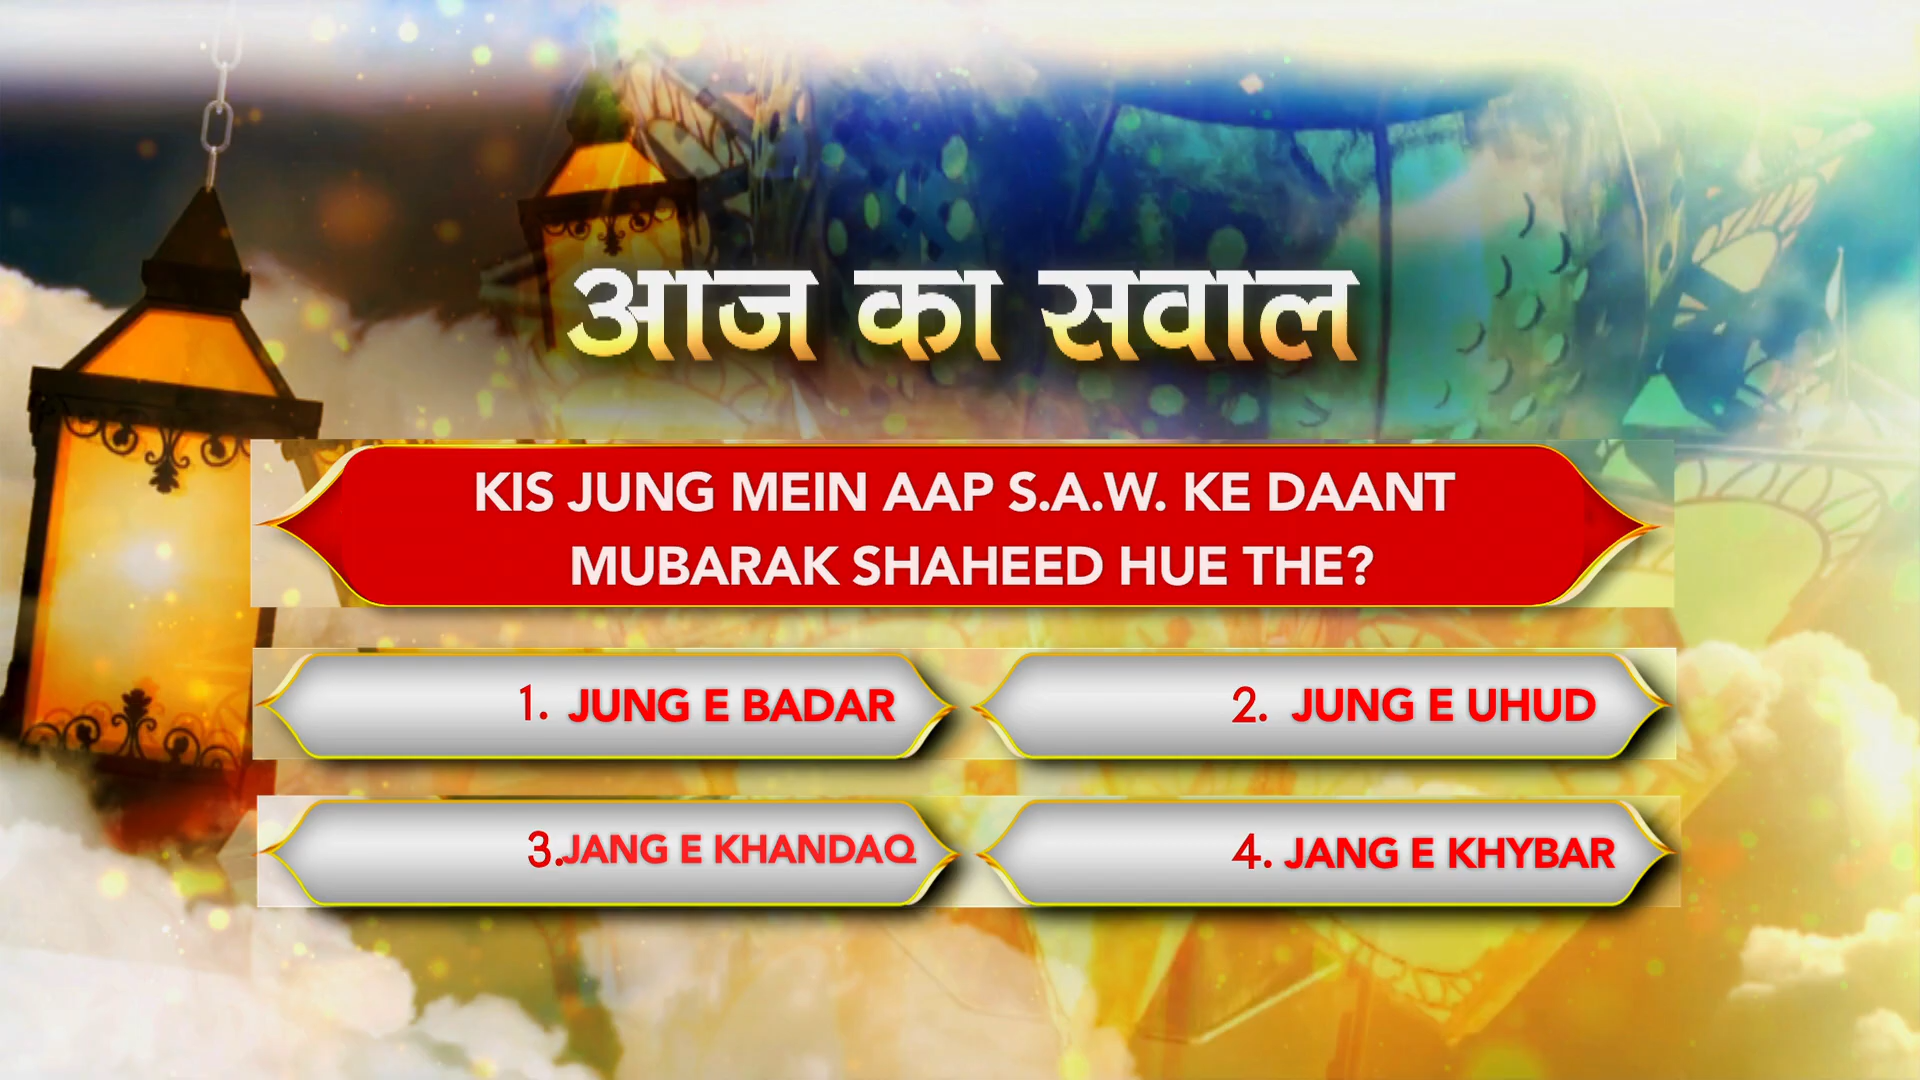 आज का सवाल
KIS JUNG MEIN AAP S.A.W. KE DAANT
MUBARAK SHAHEED HUE THE?
1. JUNG E BADAR
2. JUNG E UHUD
3.JANG E KHANDAQ
4. JANG E KHYBAR